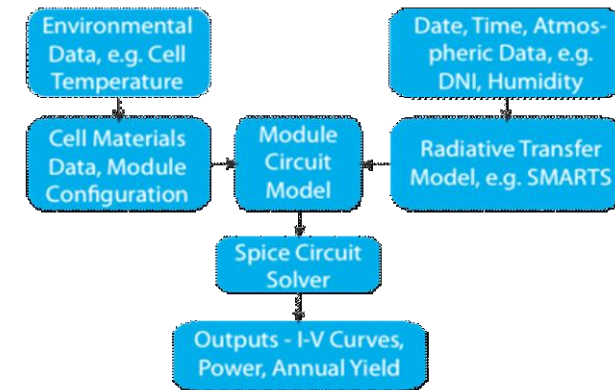 Environmental
Data, e.g. Cell
Temperature
Date, Time, Atmos-
pheric Data, e.g.
DNI, Humidity
Cell Materials
Data, Module
Configuration
Module
Circuit
Model
Radiative Transfer
Model, e.g. SMARTS
Spice Circuit
Solver
Outputs - I-V Curves,
Power, Annual Yield